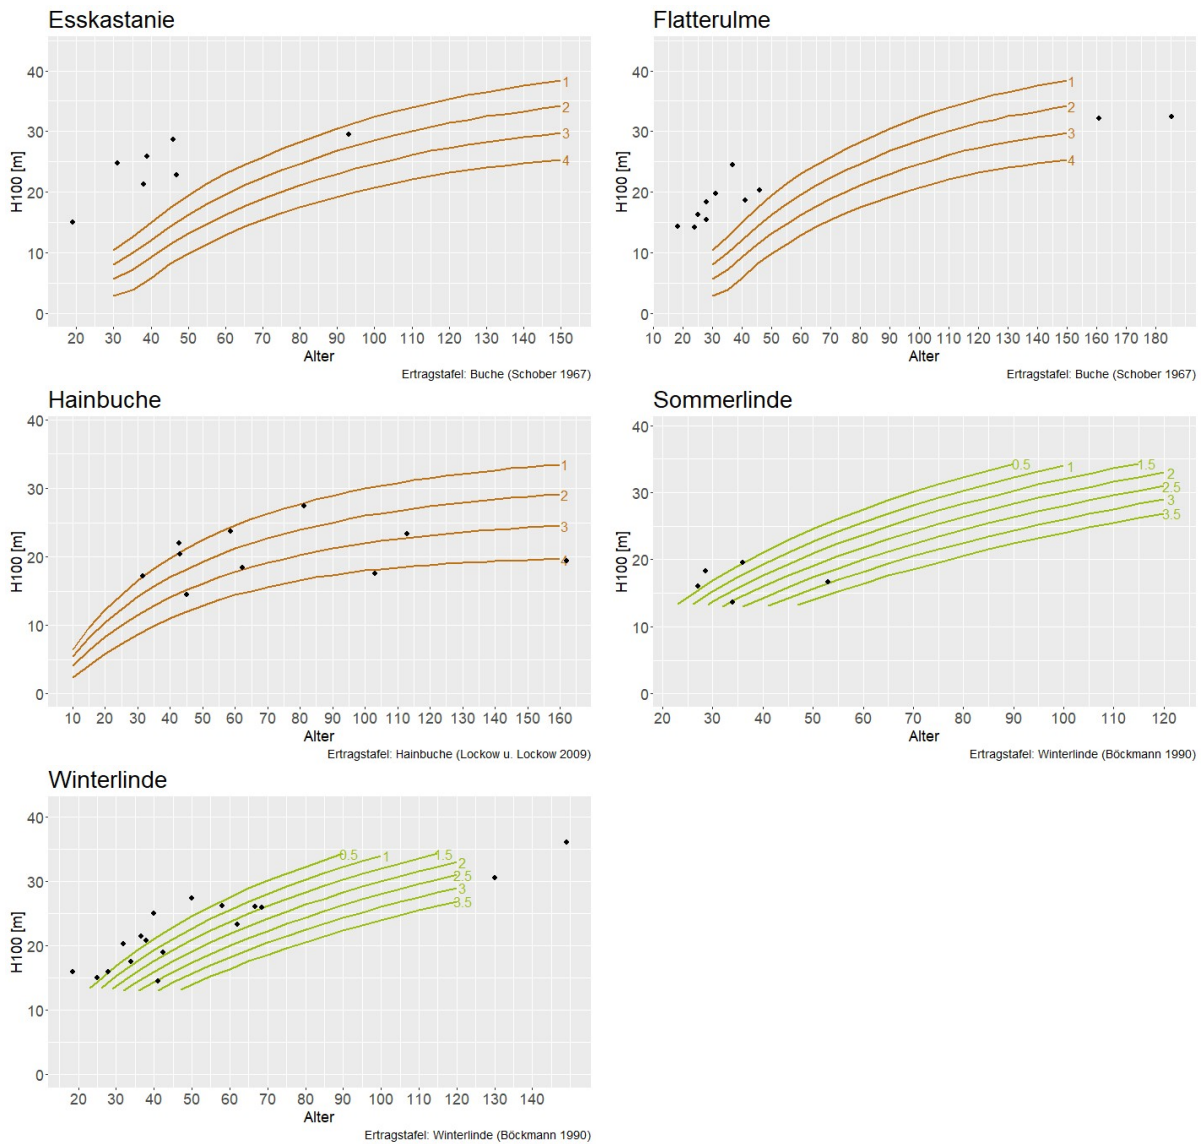 Esskastanie
H100 [m]
40
30
20
10
0
1
2
3
4
20 30 40 50 60 70 80 90 100 110 120 130 140 150
Alter
Ertragstafel: Buche (Schober 1967)
Flatterulme
H100 [m]
40
30
20
10
0
1
2
3
4
10 20 30 40 50 60 70 80 90 100 110 120 130 140 150 160 170 180
Alter
Ertragstafel: Buche (Schober 1967)
Hainbuche
H100 [m]
40
30
20
10
0
1
2
3
4
10 20 30 40 50 60 70 80 90 100 110 120 130 140 150 160
Alter
Ertragstafel: Hainbuche (Lockow u. Lockow 2009)
Sommerlinde
H100 [m]
40
30
20
10
0
0.5 1 1.5
2
2.5
3
3.5
20 30 40 50 60 70 80 90 100 110 120
Alter
Ertragstafel: Winterlinde (Böckmann 1990)
Winterlinde
H100 [m]
40
30
20
10
0
0.5 1 1.5
2
2.5
3
3.5
20 30 40 50 60 70 80 90 100 110 120 130 140
Alter
Ertragstafel: Winterlinde (Böckmann 1990)